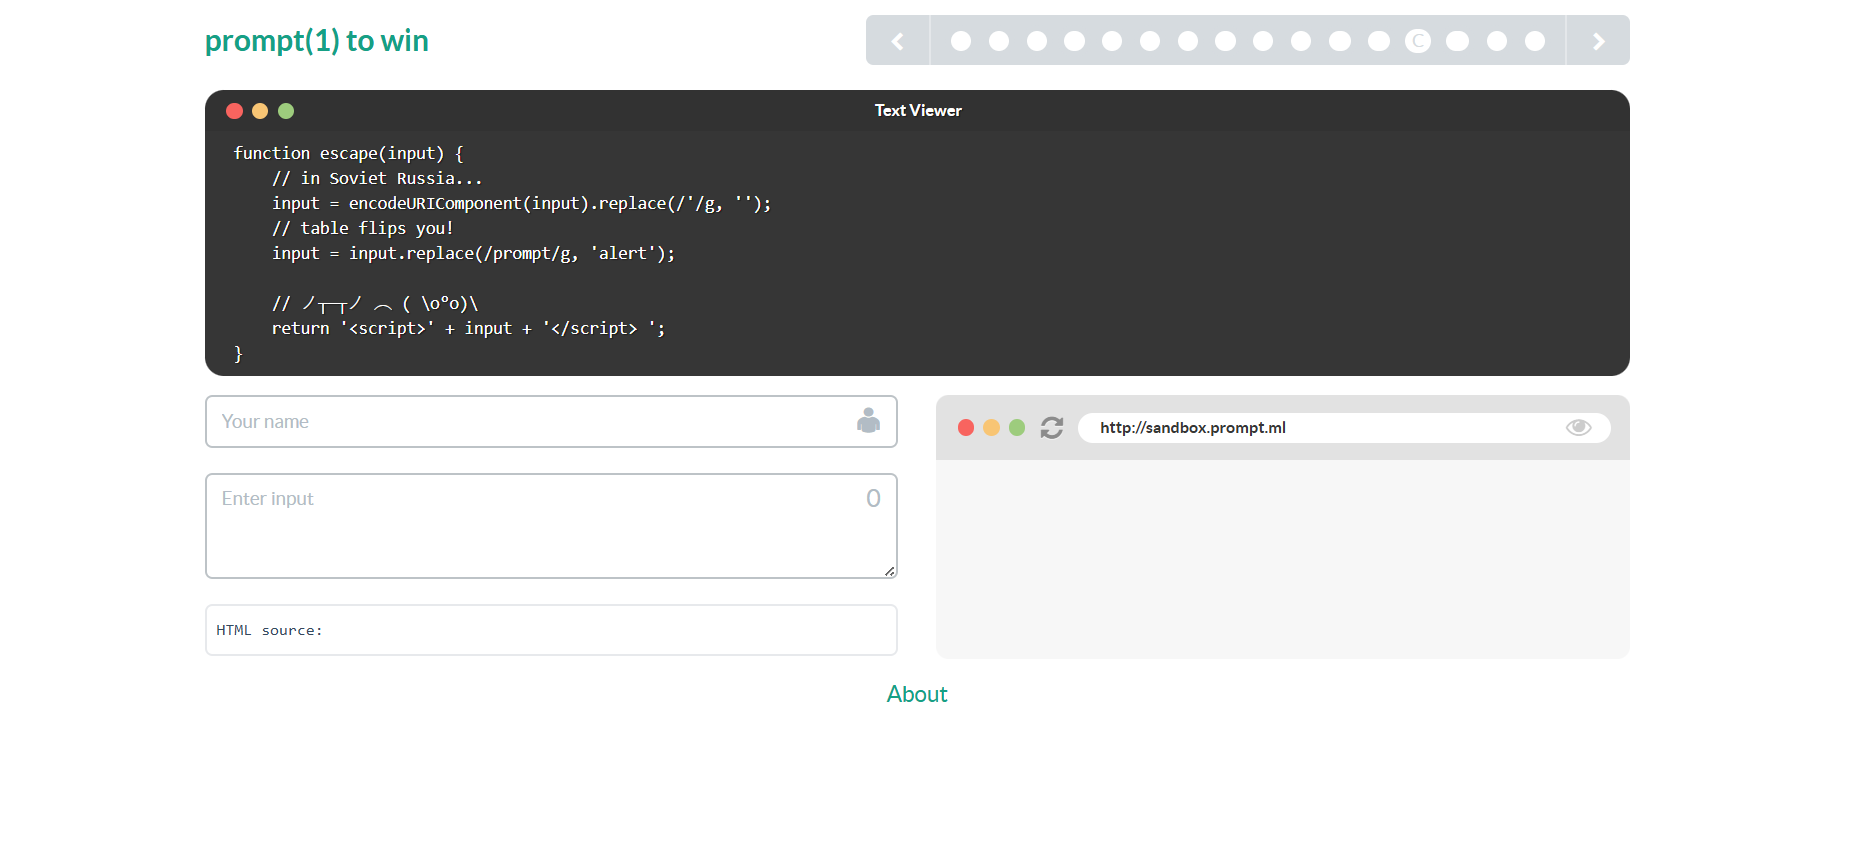 prompt(1) to win
C
Text Viewer
function escape(input) {
    // in Soviet Russia...
    input = encodeURIComponent(input).replace(/'/g, '');
    // table flips you!
    input = input.replace(/prompt/g, 'alert');
    // ノ┬─┬ノ ︵ ( \o°o)\
    return '<script>' + input + '</script> ';
}
Your name
Enter input
0
HTML source:
http://sandbox.prompt.ml
About